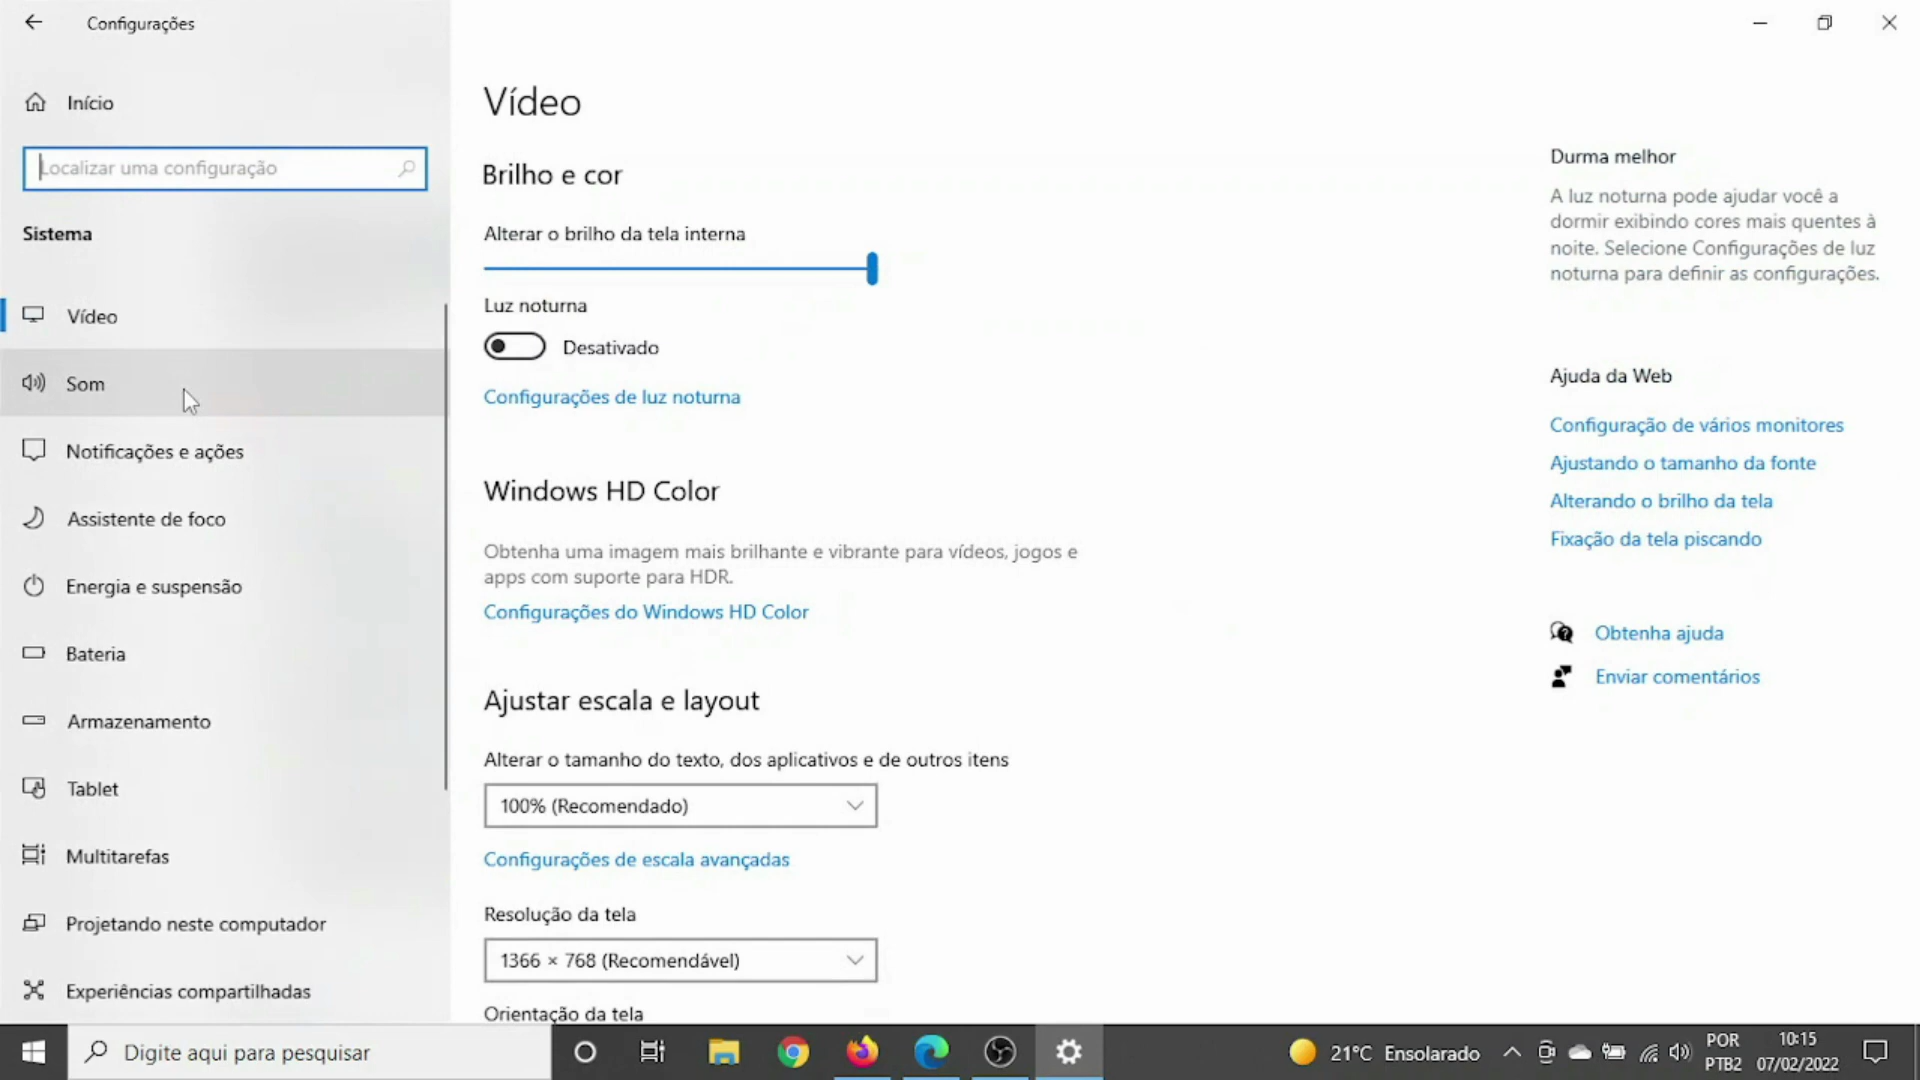 Configurações
Início
Localizar uma configuração
Sistema
Vídeo
Som
Notificações e ações
Assistente de foco
Energia e suspensão
Bateria
Armazenamento
Tablet
Multitarefas
Projetando neste computador
Experiências compartilhadas
Vídeo
Brilho e cor
Alterar o brilho da tela interna
Luz noturna
Desativado
Configurações de luz noturna
Windows HD Color
Obtenha uma imagem mais brilhante e vibrante para vídeos, jogos e
apps com suporte para HDR.
Configurações do Windows HD Color
Ajustar escala e layout
Alterar o tamanho do texto, dos aplicativos e de outros itens
100% (Recomendado)
Configurações de escala avançadas
Resolução da tela
1366 × 768 (Recomendável)
Orientação da tela
Durma melhor
A luz noturna pode ajudar você a
dormir exibindo cores mais quentes à
noite. Selecione Configurações de luz
noturna para definir as configurações.
Ajuda da Web
Configuração de vários monitores
Ajustando o tamanho da fonte
Alterando o brilho da tela
Fixação da tela piscando
Obtenha ajuda
Enviar comentários
Digite aqui para pesquisar
21°C Ensolarado
POR
PTB2
10:15
07/02/2022